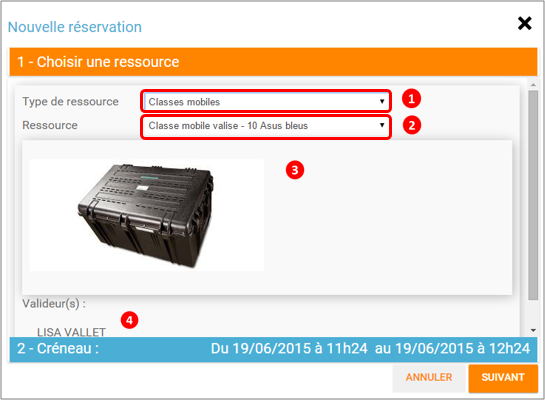 Nouvelle réservation
1 - Choisir une ressource
Type de ressource Classes mobiles 1
Ressource Classe mobile valise - 10 Asus bleus 2
3
Valideur(s) :
4
LISA VALLET
2 - Créneau : Du 19/06/2015 à 11h24 au 19/06/2015 à 12h24
ANNULER SUIVANT